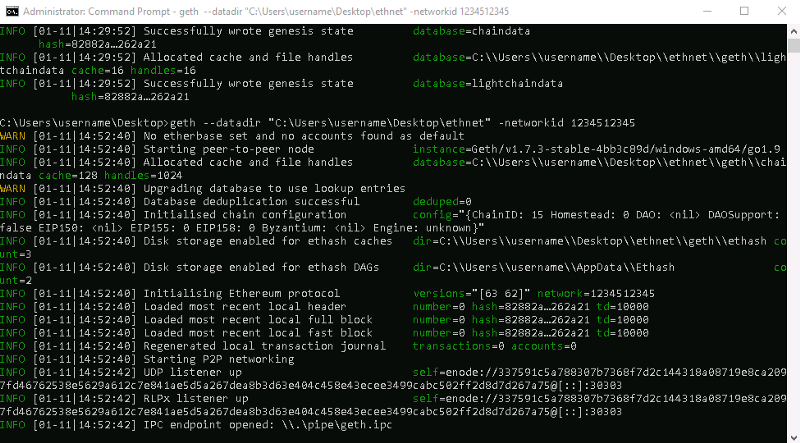 Administrator: Command Prompt - geth --datadir "C:\Users\username\Desktop\ethnet" -networkid 1234512345
INFO [01-11|14:29:52] Successfully wrote genesis state database=chaindata
hash=82882a…262a21
INFO [01-11|14:29:52] Allocated cache and file handles database=C:\\Users\\username\\Desktop\\ethnet\\geth\\ligh
tchaindata cache=16 handles=16
INFO [01-11|14:29:52] Successfully wrote genesis state database=lightchaindata
hash=82882a…262a21
C:\Users\username\Desktop>geth --datadir "C:\Users\username\Desktop\ethnet" -networkid 1234512345
WARN [01-11|14:52:40] No etherbase set and no accounts found as default
INFO [01-11|14:52:40] Starting peer-to-peer node instance=Geth/v1.7.3-stable-4bb3c89d/windows-amd64/go1.9
INFO [01-11|14:52:40] Allocated cache and file handles database=C:\\Users\\username\\Desktop\\ethnet\\geth\\chai
ndata cache=128 handles=1024
WARN [01-11|14:52:40] Upgrading database to use lookup entries
INFO [01-11|14:52:40] Database deduplication successful deduped=0
INFO [01-11|14:52:40] Initialised chain configuration config="{ChainID: 15 Homestead: 0 DAO: <nil> DAOSupport:
false EIP150: <nil> EIP155: 0 EIP158: 0 Byzantium: <nil> Engine: unknown}"
INFO [01-11|14:52:40] Disk storage enabled for ethash caches dir=C:\\Users\\username\\Desktop\\ethnet\\geth\\ethash co
unt=3
INFO [01-11|14:52:40] Disk storage enabled for ethash DAGs dir=C:\\Users\\username\\AppData\\Ethash co
unt=2
INFO [01-11|14:52:40] Initialising Ethereum protocol versions="[63 62]" network=1234512345
INFO [01-11|14:52:40] Loaded most recent local header number=0 hash=82882a…262a21 td=10000
INFO [01-11|14:52:40] Loaded most recent local full block number=0 hash=82882a…262a21 td=10000
INFO [01-11|14:52:40] Loaded most recent local fast block number=0 hash=82882a…262a21 td=10000
INFO [01-11|14:52:40] Regenerated local transaction journal transactions=0 accounts=0
INFO [01-11|14:52:40] Starting P2P networking
INFO [01-11|14:52:42] UDP listener up self=enode://337591c5a788307b7368f7d2c144318a08719e8ca209
7fd46762538e5629a612c7e841ae5d5a267dea8b3d63e404c458e43ecee3499cabc502ff2d8d7d267a75@[::]:30303
INFO [01-11|14:52:42] RLPx listener up self=enode://337591c5a788307b7368f7d2c144318a08719e8ca209
7fd46762538e5629a612c7e841ae5d5a267dea8b3d63e404c458e43ecee3499cabc502ff2d8d7d267a75@[::]:30303
INFO [01-11|14:52:42] IPC endpoint opened: \\.\pipe\geth.ipc